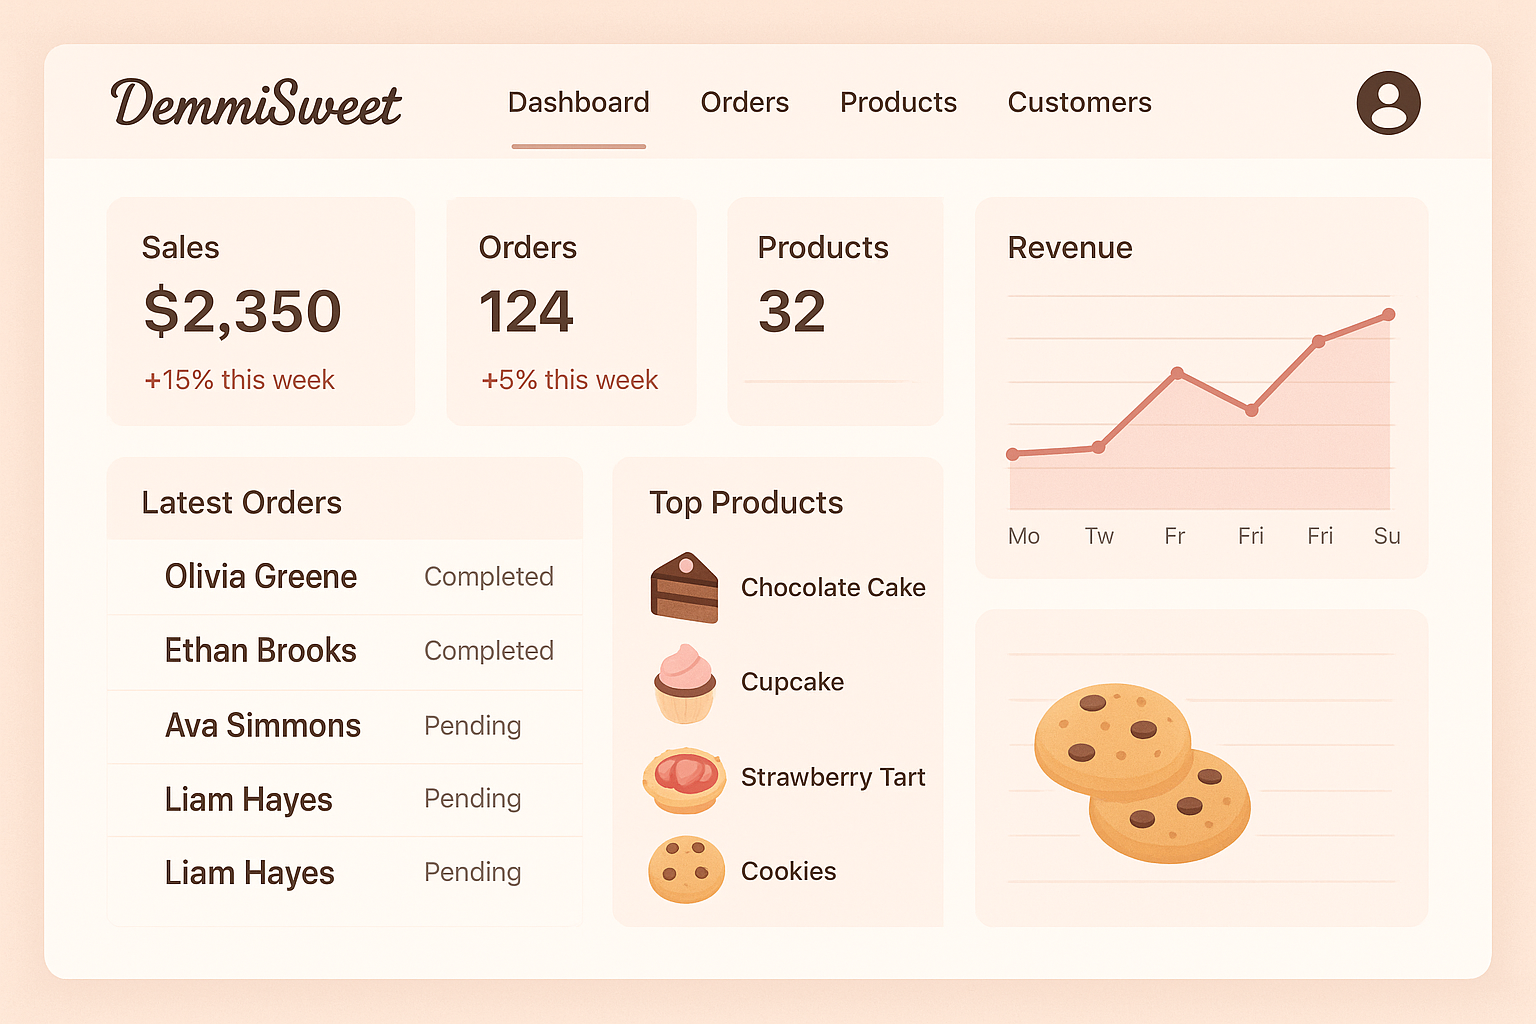 DemmiSweet
Dashboard Orders Products Customers
Sales
$2,350
+15% this week
Orders
124
+5% this week
Products
32
Revenue
Mo Tw Fr Fri Fri Su
Latest Orders
Olivia Greene Completed
Ethan Brooks Completed
Ava Simmons Pending
Liam Hayes Pending
Liam Hayes Pending
Top Products
Chocolate Cake
Cupcake
Strawberry Tart
Cookies